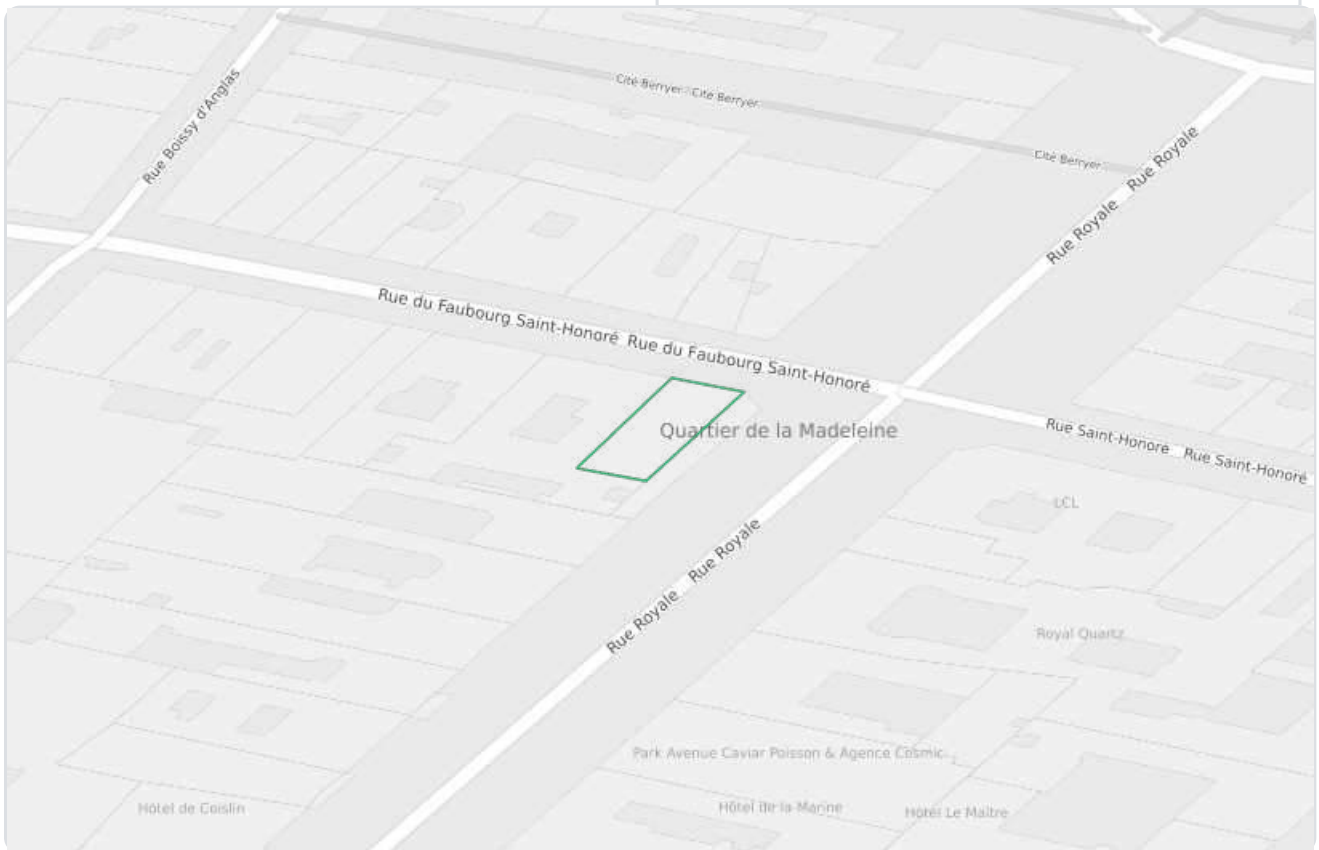 Cité Berryer
Cité Berryer
Cité Berryer
Rue Boissy d'Anglas
Rue Royale
Rue Royale
Rue du Faubourg Saint-Honoré
Rue du Faubourg Saint-Honoré
Quartier de la Madeleine
Rue Saint-Honoré
Rue Saint-Honoré
LCL
Rue Royale
Rue Royale
Royal Quartz
Park Avenue Caviar Poisson & Agence Cosmic
Hôtel de Coislin
Hôtel de la Marine
Hôtel Le Maître